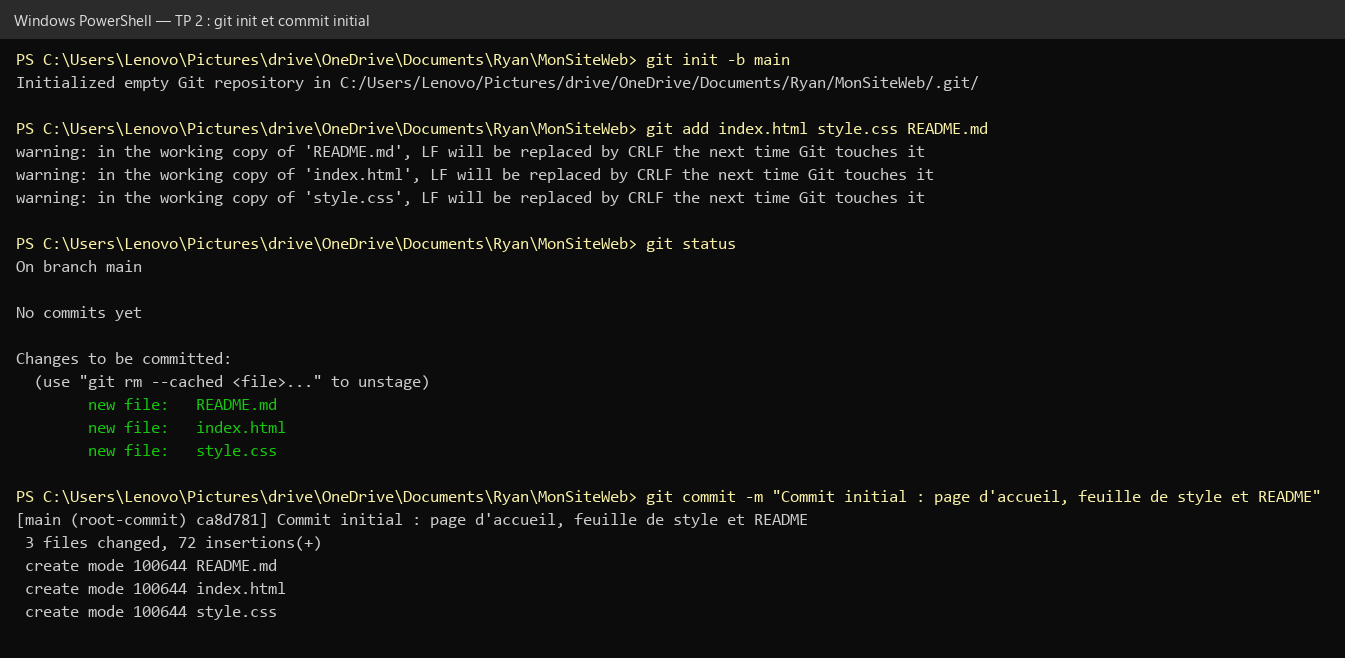 Windows PowerShell — TP 2 : git init et commit initial
PS C:\Users\Lenovo\Pictures\drive\OneDrive\Documents\Ryan\MonSiteWeb> git init -b main
Initialized empty Git repository in C:/Users/Lenovo/Pictures/drive/OneDrive/Documents/Ryan/MonSiteWeb/.git/
PS C:\Users\Lenovo\Pictures\drive\OneDrive\Documents\Ryan\MonSiteWeb> git add index.html style.css README.md
warning: in the working copy of 'README.md', LF will be replaced by CRLF the next time Git touches it
warning: in the working copy of 'index.html', LF will be replaced by CRLF the next time Git touches it
warning: in the working copy of 'style.css', LF will be replaced by CRLF the next time Git touches it
PS C:\Users\Lenovo\Pictures\drive\OneDrive\Documents\Ryan\MonSiteWeb> git status
On branch main
No commits yet
Changes to be committed:
  (use "git rm --cached <file>..." to unstage)
        new file:   README.md
        new file:   index.html
        new file:   style.css
PS C:\Users\Lenovo\Pictures\drive\OneDrive\Documents\Ryan\MonSiteWeb> git commit -m "Commit initial : page d'accueil, feuille de style et README"
[main (root-commit) ca8d781] Commit initial : page d'accueil, feuille de style et README
 3 files changed, 72 insertions(+)
 create mode 100644 README.md
 create mode 100644 index.html
 create mode 100644 style.css